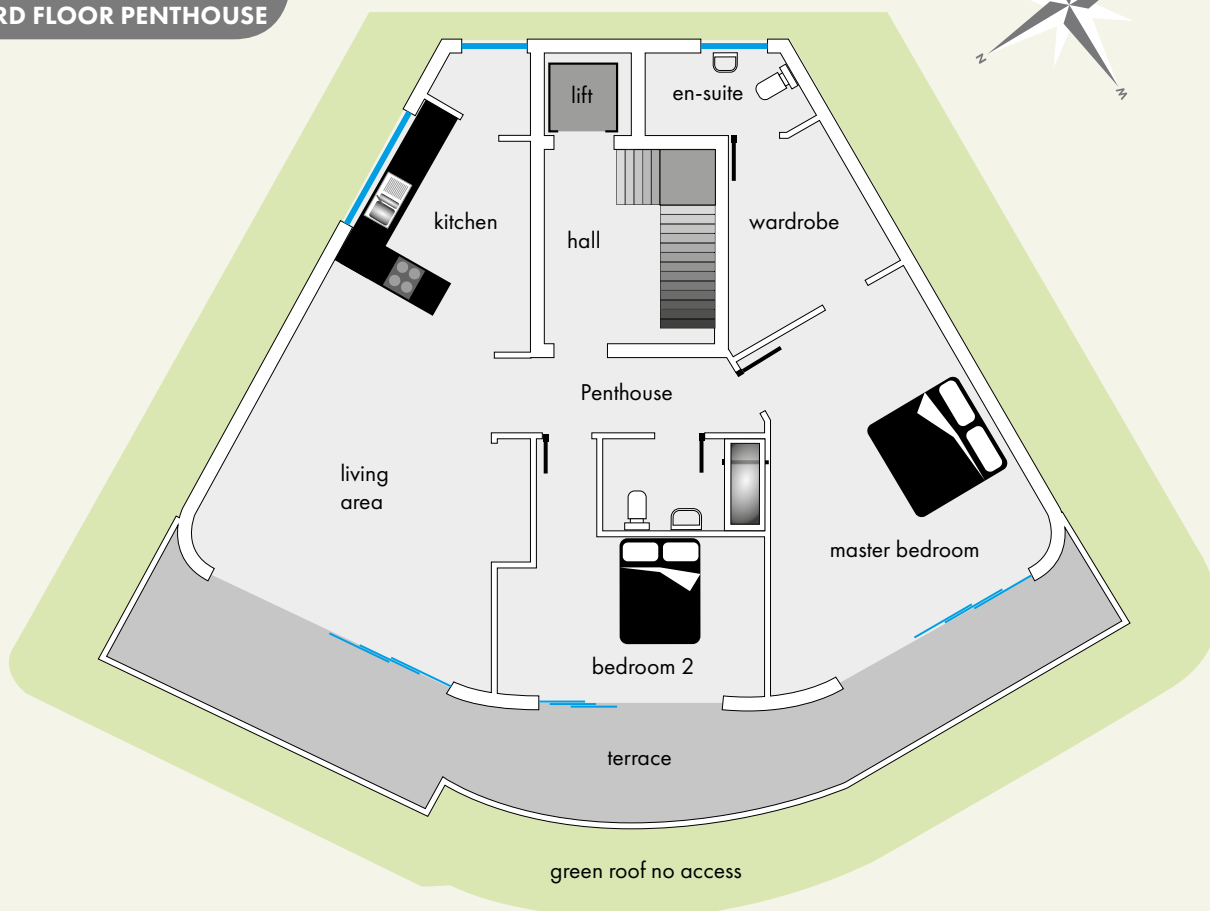 RD FLOOR PENTHOUSE
N
W
lift
en-suite
kitchen
hall
wardrobe
Penthouse
living
area
master bedroom
bedroom 2
terrace
green roof no access